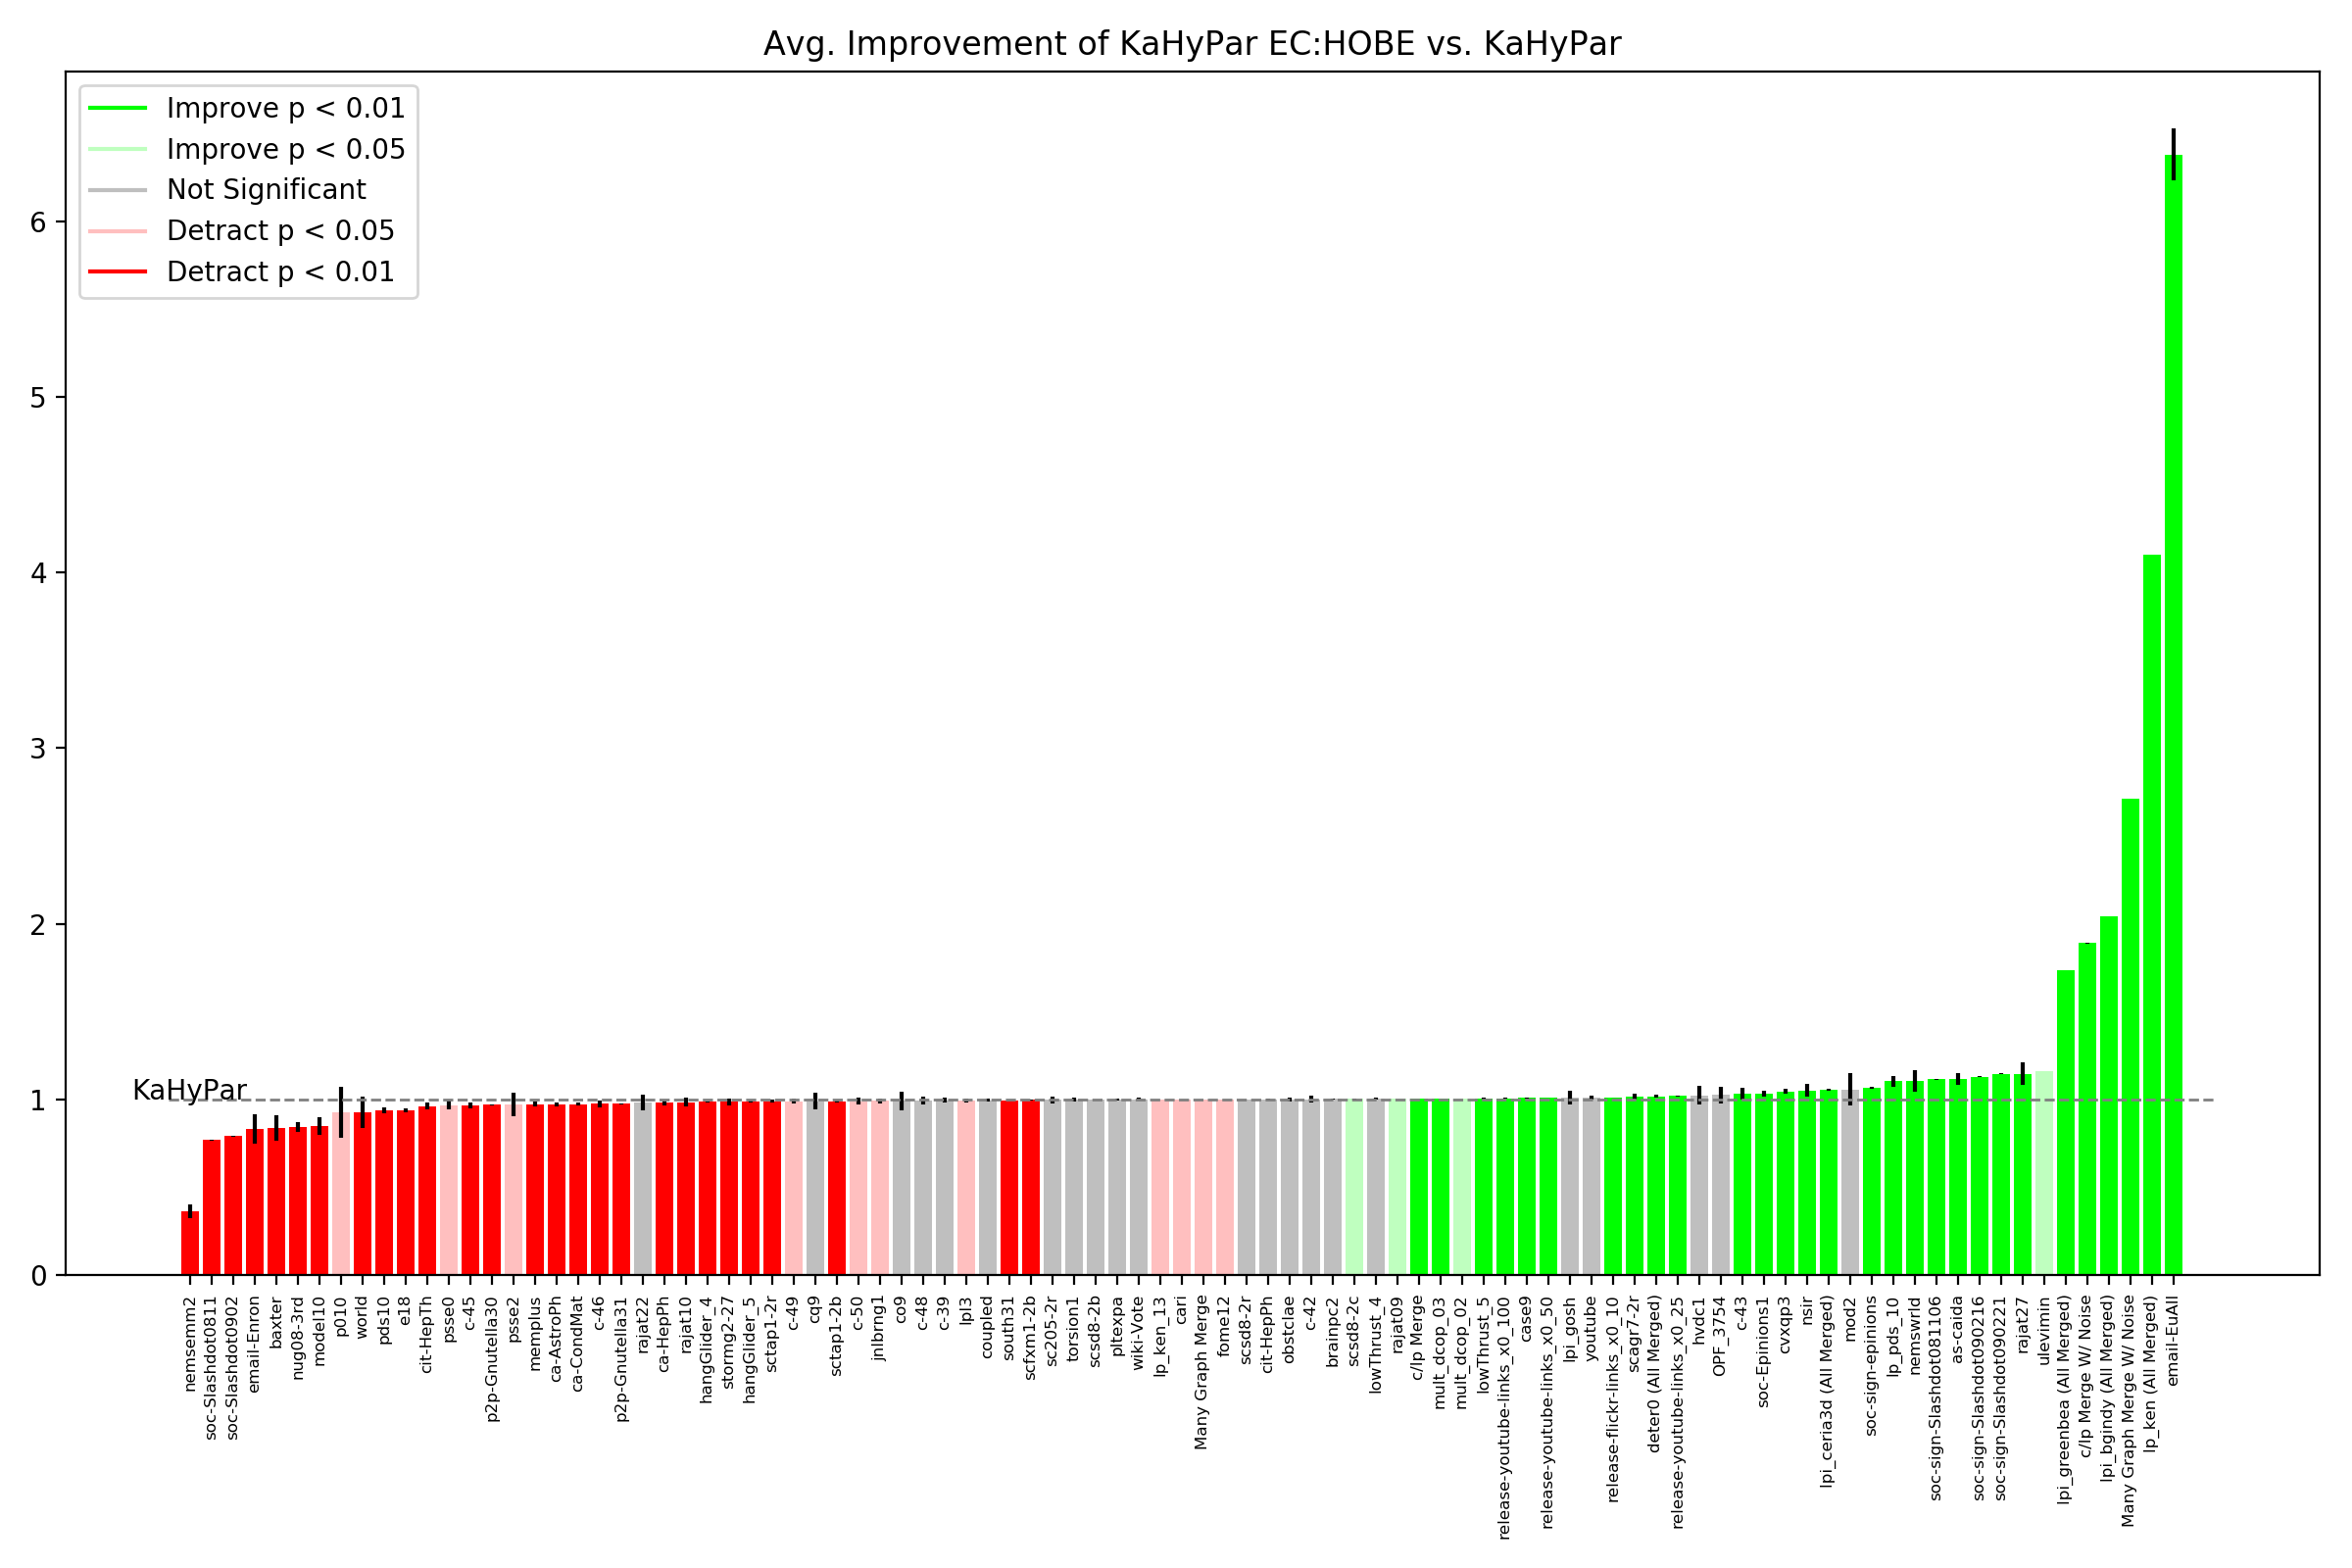 Avg. Improvement of KaHyPar EC:HOBE vs. KaHyPar
Improve p < 0.01
Improve p < 0.05
Not Significant
Detract p < 0.05
Detract p < 0.01
6
5
4
3
2
1
0
KaHyPar
nemsemm2
soc-Slashdot0811
soc-Slashdot0902
email-Enron
baxter
nug08-3rd
model10
p010
world
pds10
e18
cit-HepTh
psse0
c-45
p2p-Gnutella30
psse2
memplus
ca-AstroPh
ca-CondMat
c-46
p2p-Gnutella31
rajat22
ca-HepPh
rajat10
hangGlider_4
stormg2-27
hangGlider_5
sctap1-2r
c-49
cq9
sctap1-2b
c-50
jnlbrng1
co9
c-48
c-39
lpl3
coupled
south31
scfxm1-2b
sc205-2r
torsion1
scsd8-2b
pltexpa
wiki-Vote
lp_ken_13
cari
Many Graph Merge
fome12
scsd8-2r
cit-HepPh
obstclae
c-42
brainpc2
scsd8-2c
lowThrust_4
rajat09
c/lp Merge
mult_dcop_03
mult_dcop_02
lowThrust_5
release-youtube-links_x0_100
case9
release-youtube-links_x0_50
lpi_gosh
youtube
release-flickr-links_x0_10
scagr7-2r
deter0 (All Merged)
release-youtube-links_x0_25
hvdc1
OPF_3754
c-43
soc-Epinions1
cvxqp3
nsir
lpi_ceria3d (All Merged)
mod2
soc-sign-epinions
lp_pds_10
nemswrld
soc-sign-Slashdot081106
as-caida
soc-sign-Slashdot090216
soc-sign-Slashdot090221
rajat27
ulevimin
lpi_greenbea (All Merged)
c/lp Merge W/ Noise
lpi_bgindy (All Merged)
Many Graph Merge W/ Noise
lp_ken (All Merged)
email-EuAll